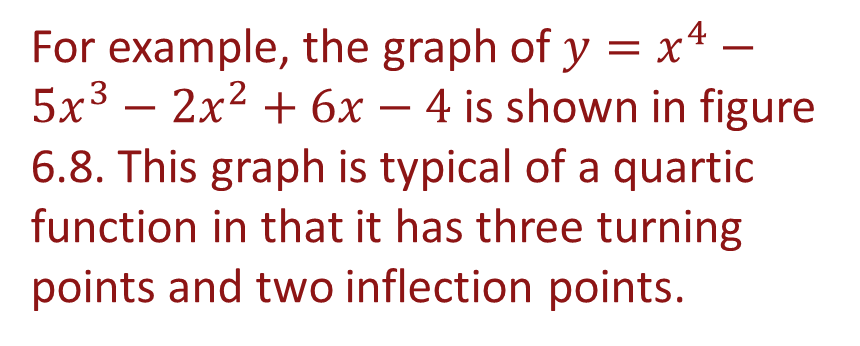 For example, the graph of y = x⁴ −
5x³ − 2x² + 6x − 4 is shown in figure
6.8. This graph is typical of a quartic
function in that it has three turning
points and two inflection points.